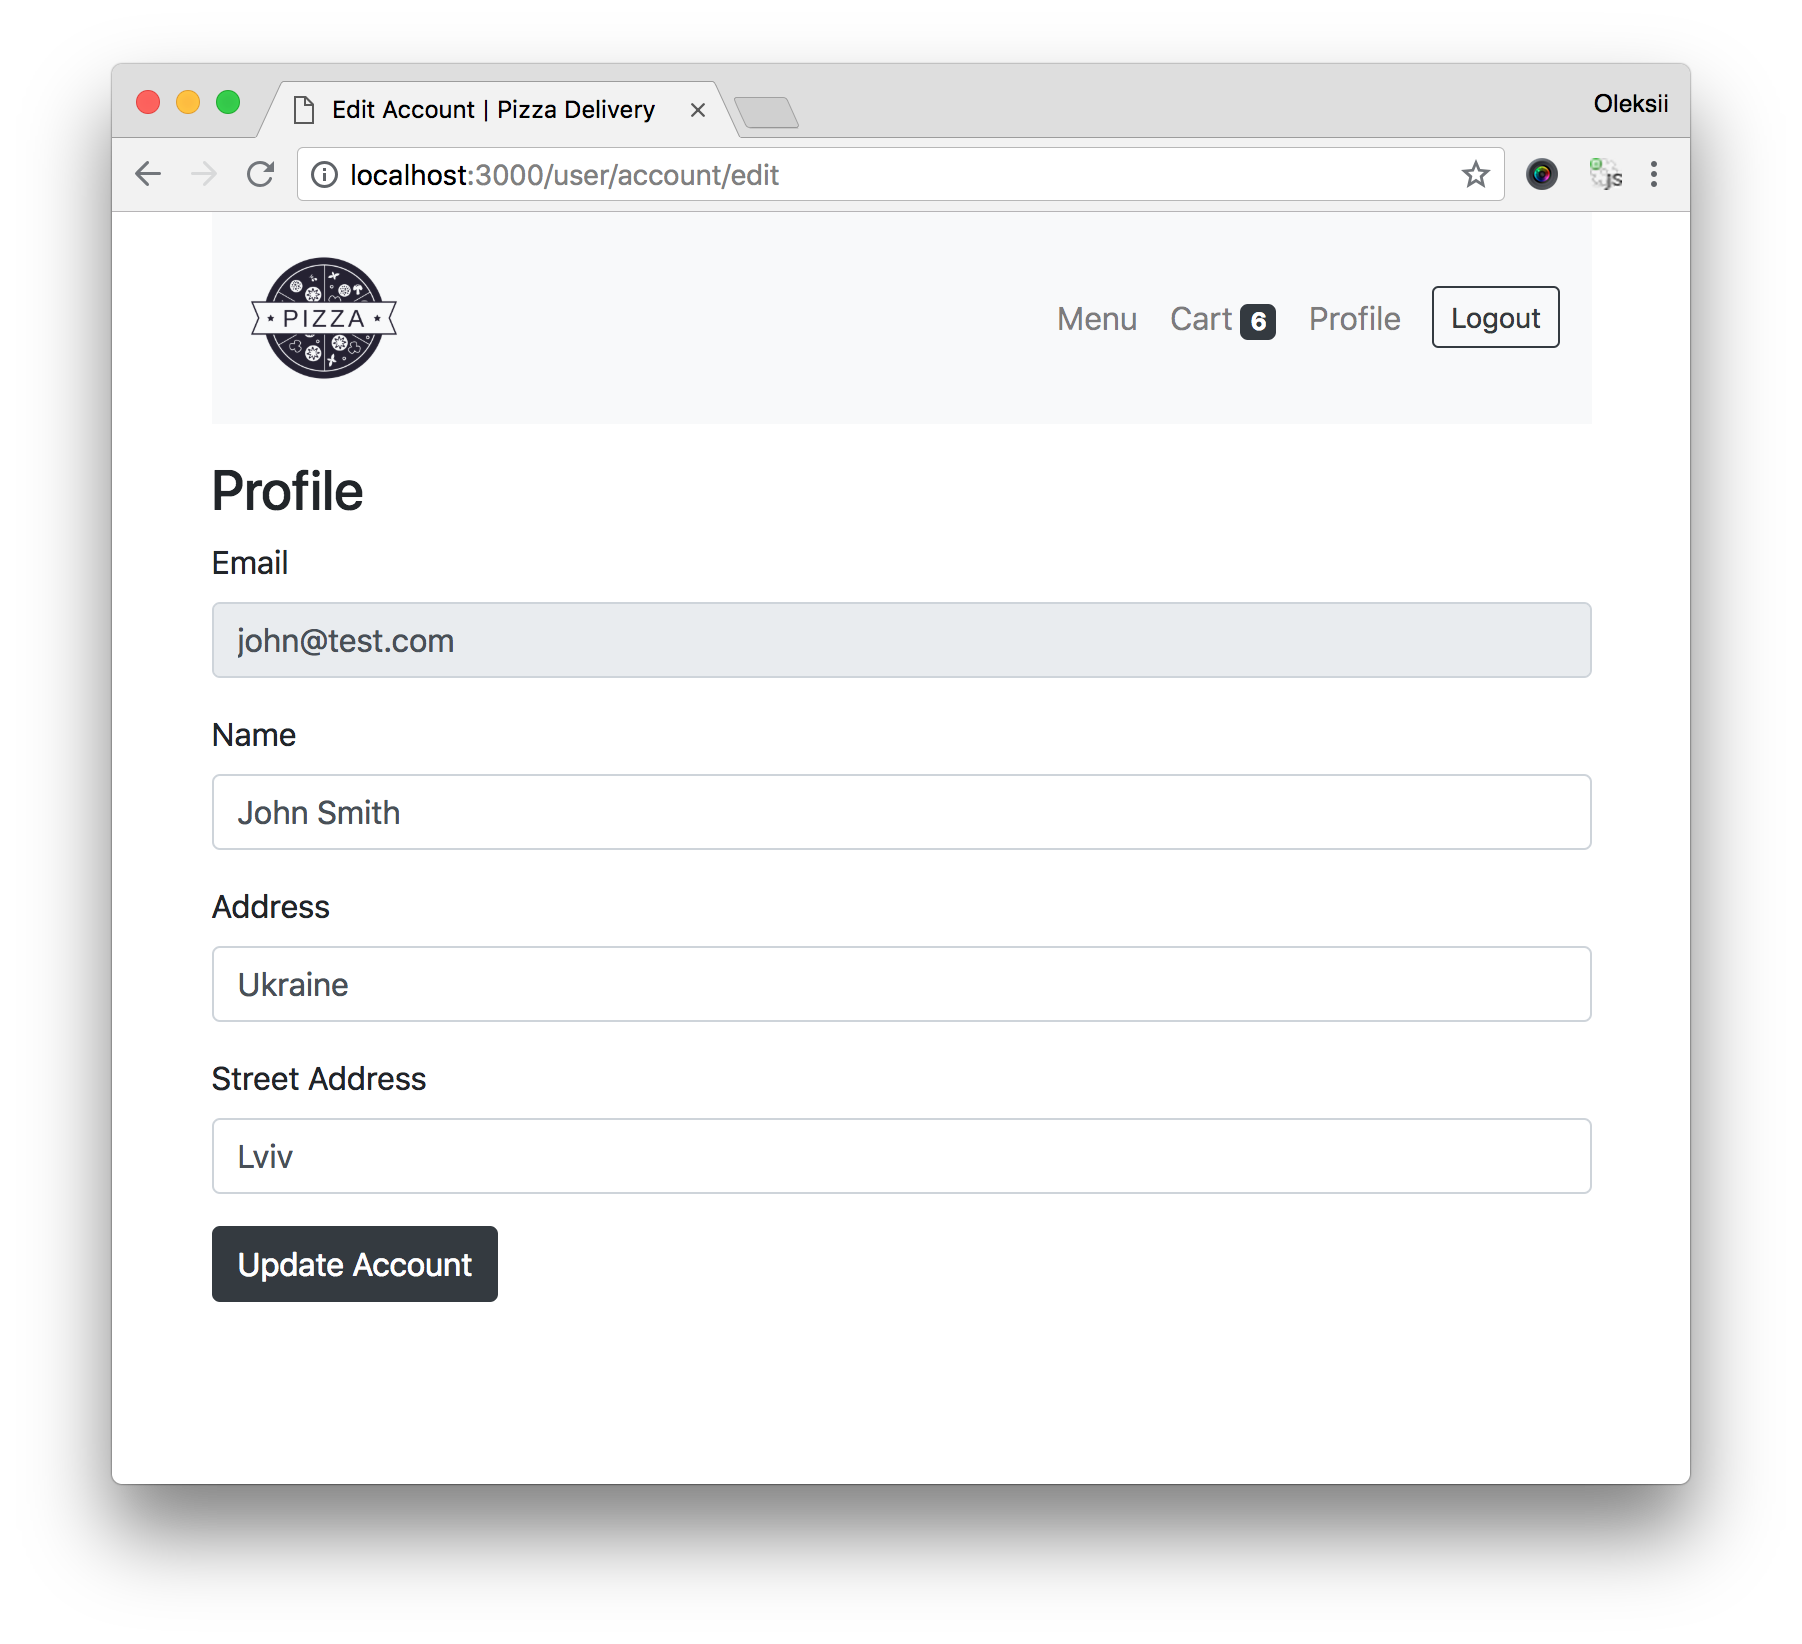 Edit Account | Pizza Delivery
Oleksii
localhost:3000/user/account/edit
js
PIZZA
Menu Cart 6 Profile Logout
Profile
Email
john@test.com
Name
John Smith
Address
Ukraine
Street Address
Lviv
Update Account